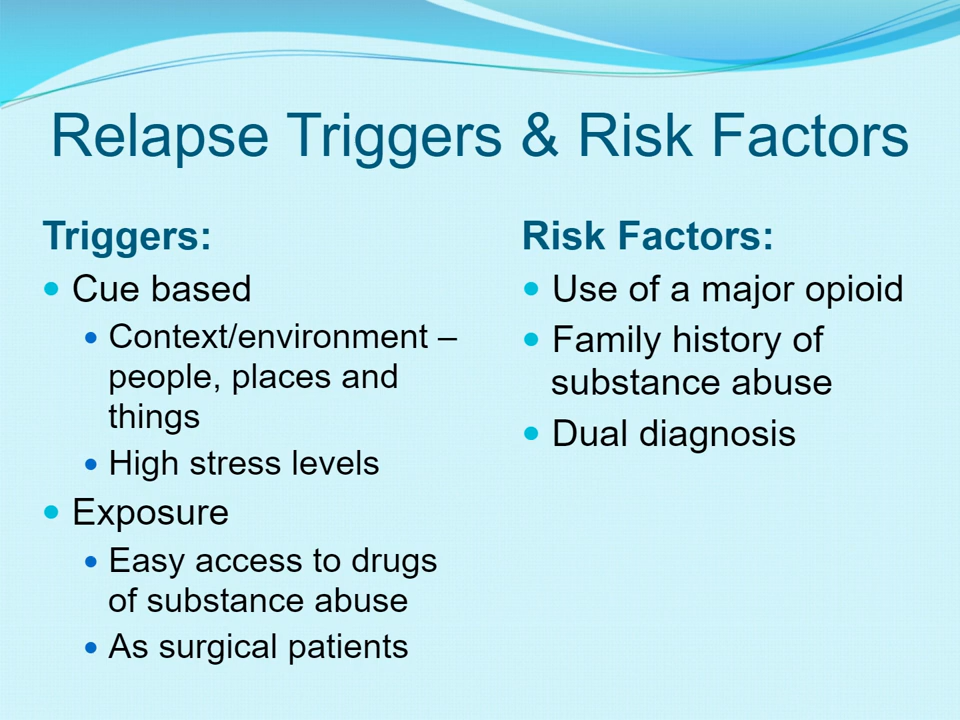 Relapse Triggers & Risk Factors
Triggers:
• Cue based
• Context/environment –
people, places and
things
• High stress levels
• Exposure
• Easy access to drugs
of substance abuse
• As surgical patients
Risk Factors:
• Use of a major opioid
• Family history of
substance abuse
• Dual diagnosis